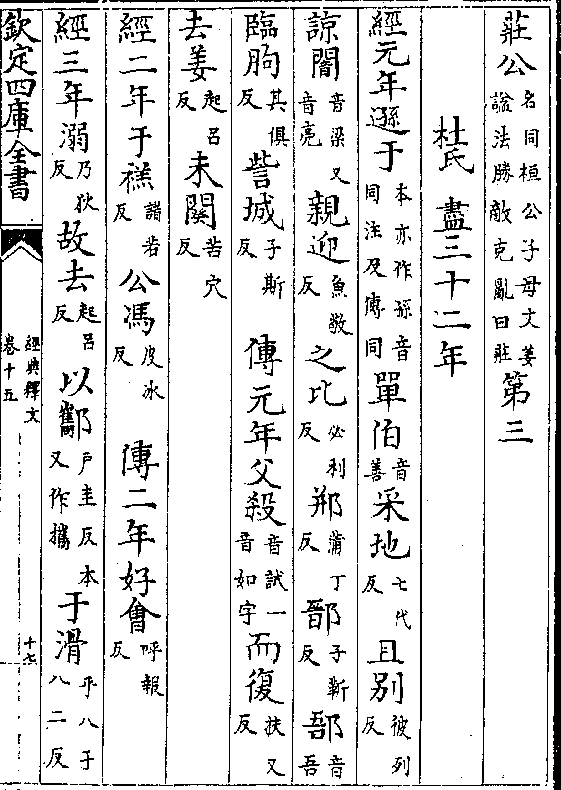 莊公名同桓公子母文姜謚法勝敵克亂曰莊第三
杜氏 盡三十二年
經元年遜于本亦作孫音同注及傳同單伯音善采地七代反且別彼列反
諒闇音梁又音亮親迎魚敬反之比必利反郱蒲丁反鄑子斯反郚音吾
臨朐其俱反訾城子斯反 傳元年父殺音試一音如字而復扶又反
去姜起呂反未闋苦穴反
經二年于禚諸若反公馮皮冰反 傳二年好會呼報反
經三年溺乃狄反故去起呂反以酅戶圭反本又作㩗于滑乎八于八二反
欽定四庫全書 經典釋文 卷十五 十六